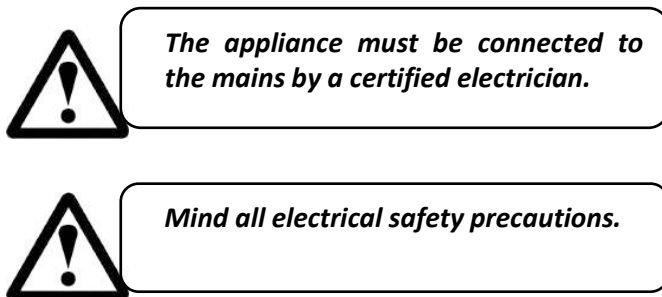 The appliance must be connected to
the mains by a certified electrician.
Mind all electrical safety precautions.